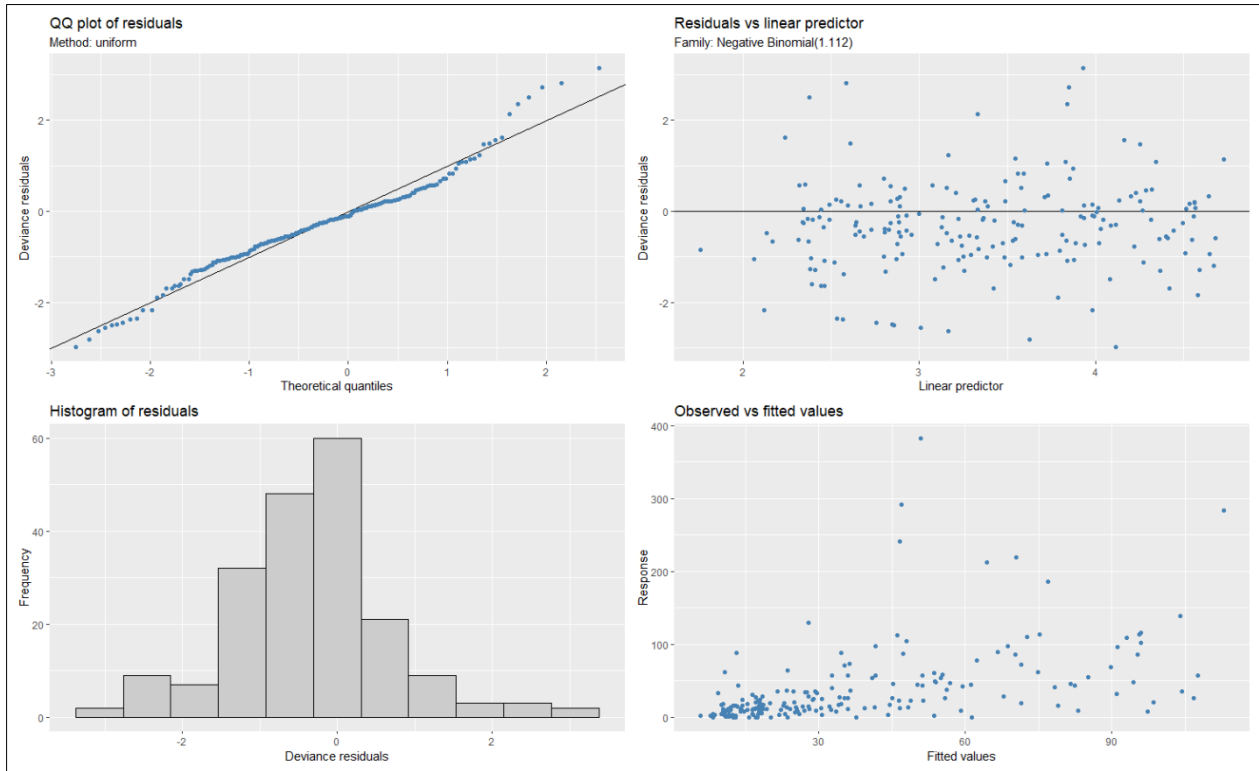 QQ plot of residuals
Method: uniform
Deviance residuals
2
0
-2
-3
-2
-1
0
1
2
Theoretical quantiles
Residuals vs linear predictor
Family: Negative Binomial(1.112)
Deviance residuals
2
0
-2
2
3
4
Linear predictor
Histogram of residuals
Frequency
60
40
20
0
-2
0
2
Deviance residuals
Observed vs fitted values
Response
400
300
200
100
0
30
60
90
Fitted values